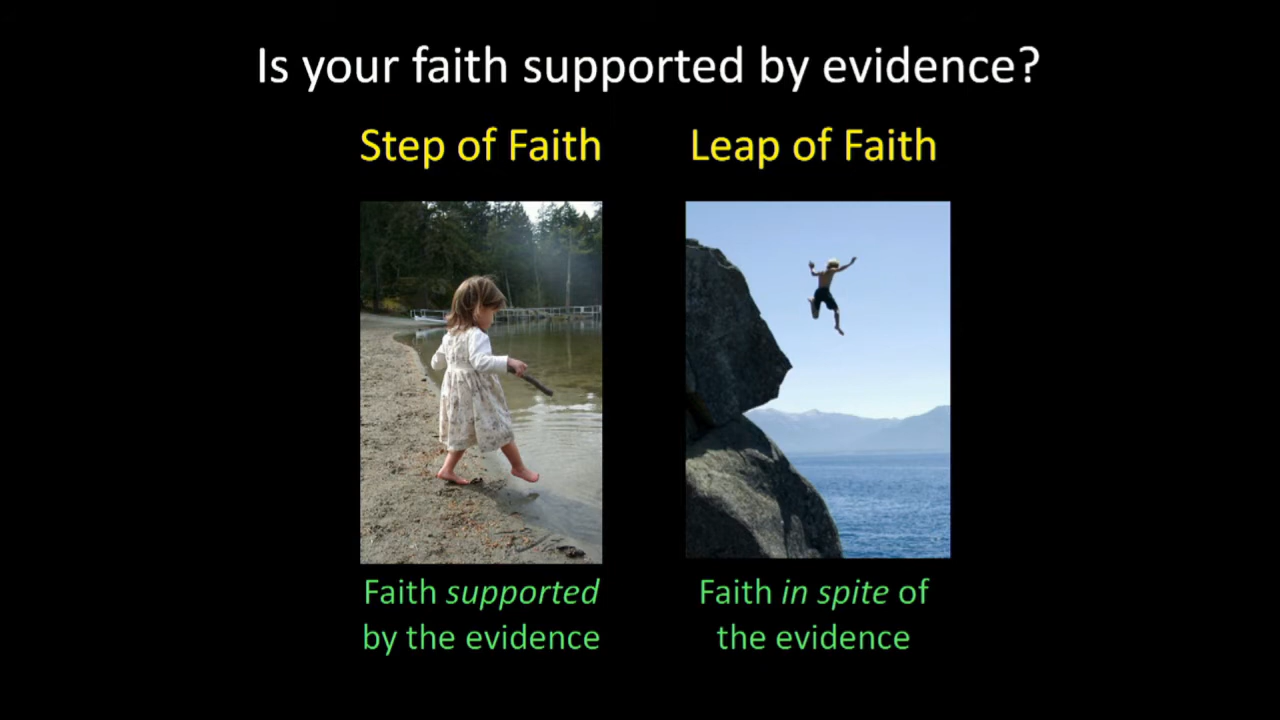 Is your faith supported by evidence?
Step of Faith
Leap of Faith
Faith supported
by the evidence
Faith in spite of
the evidence